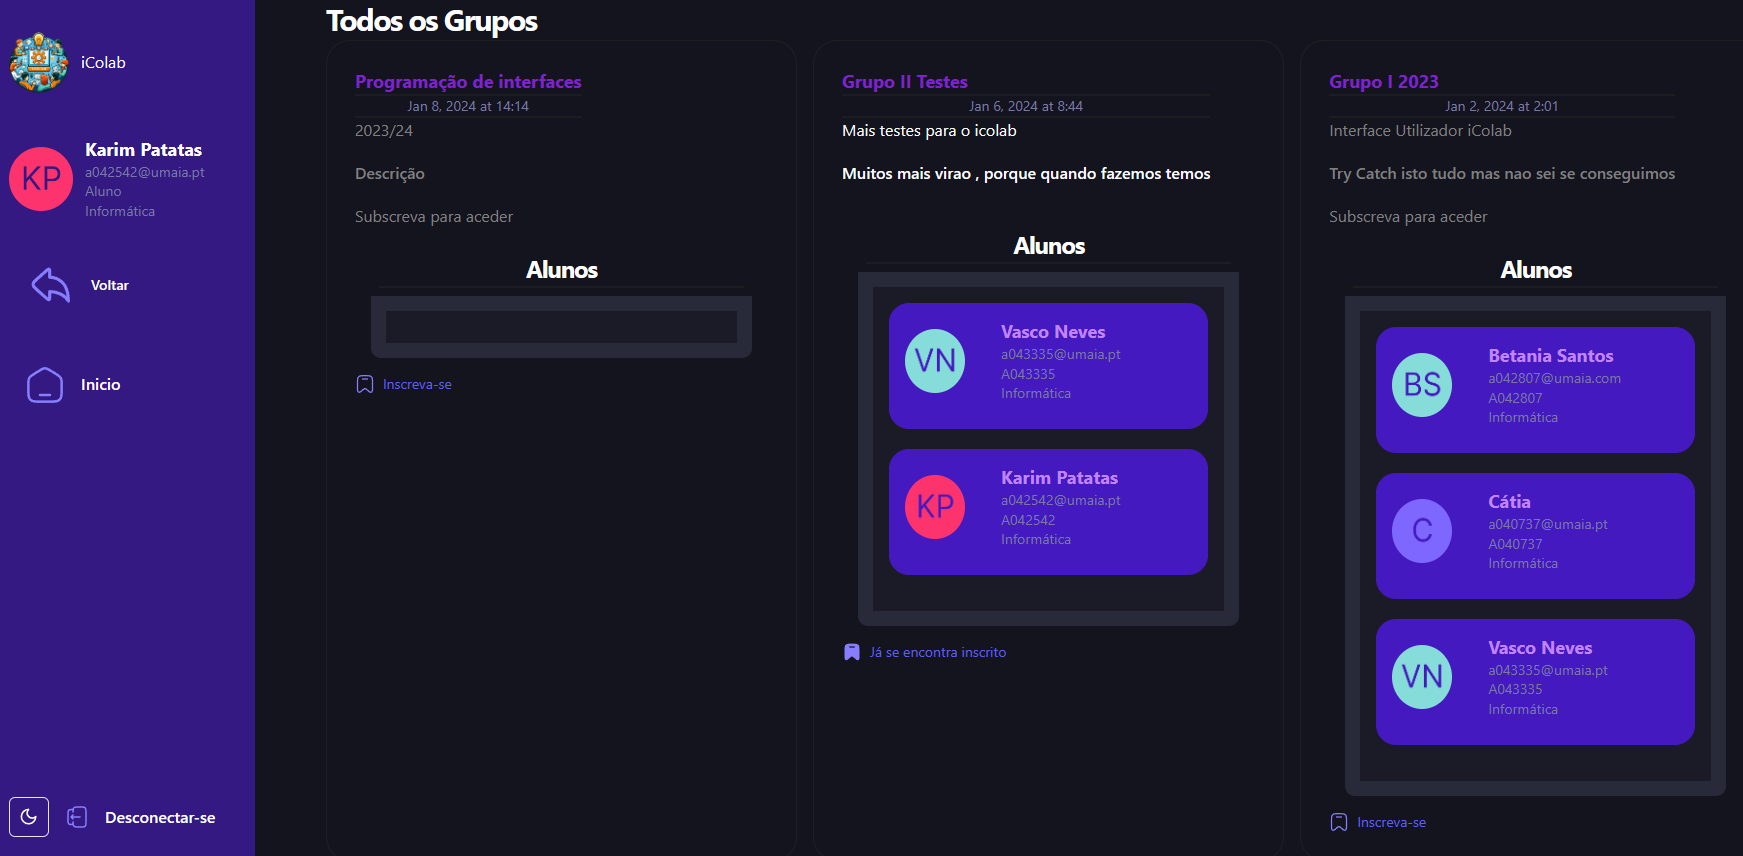 iColab
KP
Karim Patatas
a042542@umaia.pt
Aluno
Informática
Voltar
Inicio
Desconectar-se
Todos os Grupos
Programação de interfaces
Jan 8, 2024 at 14:14
2023/24
Descrição
Subscreva para aceder
Alunos
Inscreva-se
Grupo II Testes
Jan 6, 2024 at 8:44
Mais testes para o icolab
Muitos mais virao , porque quando fazemos temos
Alunos
VN
Vasco Neves
a043335@umaia.pt
A043335
Informática
KP
Karim Patatas
a042542@umaia.pt
A042542
Informática
Já se encontra inscrito
Grupo I 2023
Jan 2, 2024 at 2:01
Interface Utilizador iColab
Try Catch isto tudo mas nao sei se conseguimos
Subscreva para aceder
Alunos
BS
Betania Santos
a042807@umaia.com
A042807
Informática
C
Cátia
a040737@umaia.pt
A040737
Informática
VN
Vasco Neves
a043335@umaia.pt
A043335
Informática
Inscreva-se